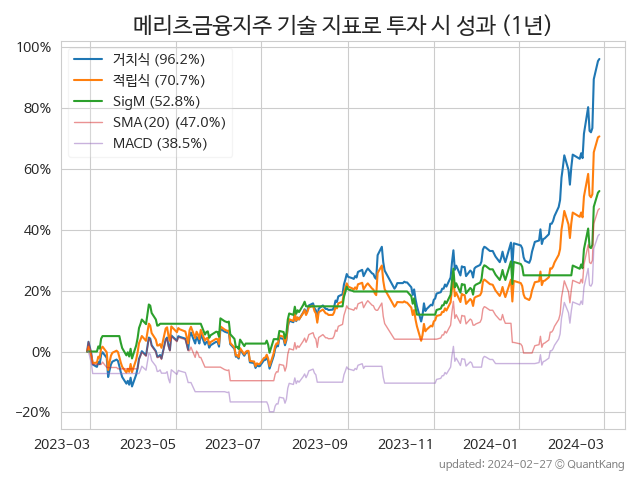 메리츠금융지주 기술 지표로 투자 시 성과 (1년)
100%
80%
60%
40%
20%
0%
−20%
거치식 (96.2%)
적립식 (70.7%)
SigM (52.8%)
SMA(20) (47.0%)
MACD (38.5%)
2023-03 2023-05 2023-07 2023-09 2023-11 2024-01 2024-03
updated: 2024-02-27 © QuantKang